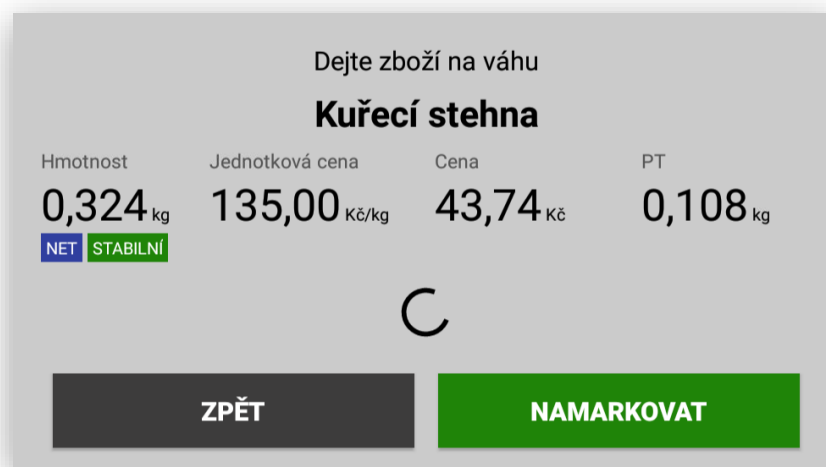 Dejte zboží na váhu
Kuřecí stehna
Hmotnost Jednotková cena Cena PT
0,324 kg 135,00 Kč/kg 43,74 Kč 0,108 kg
NET STABILNÍ
ZPĚT NAMARKOVAT